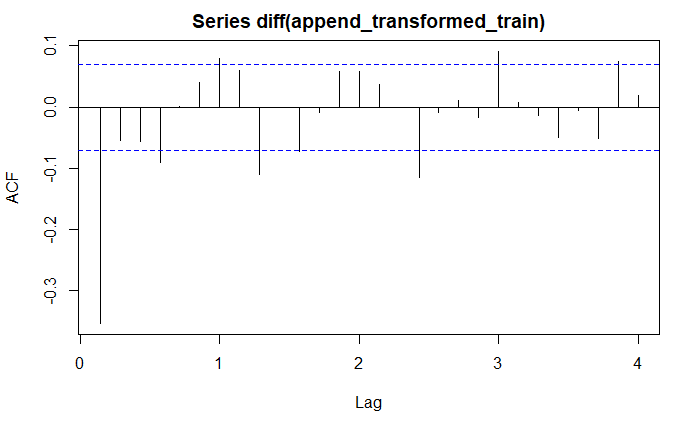 Series diff(append_transformed_train)
ACF
0.1
0.0
-0.1
-0.2
-0.3
0 1 2 3 4
Lag